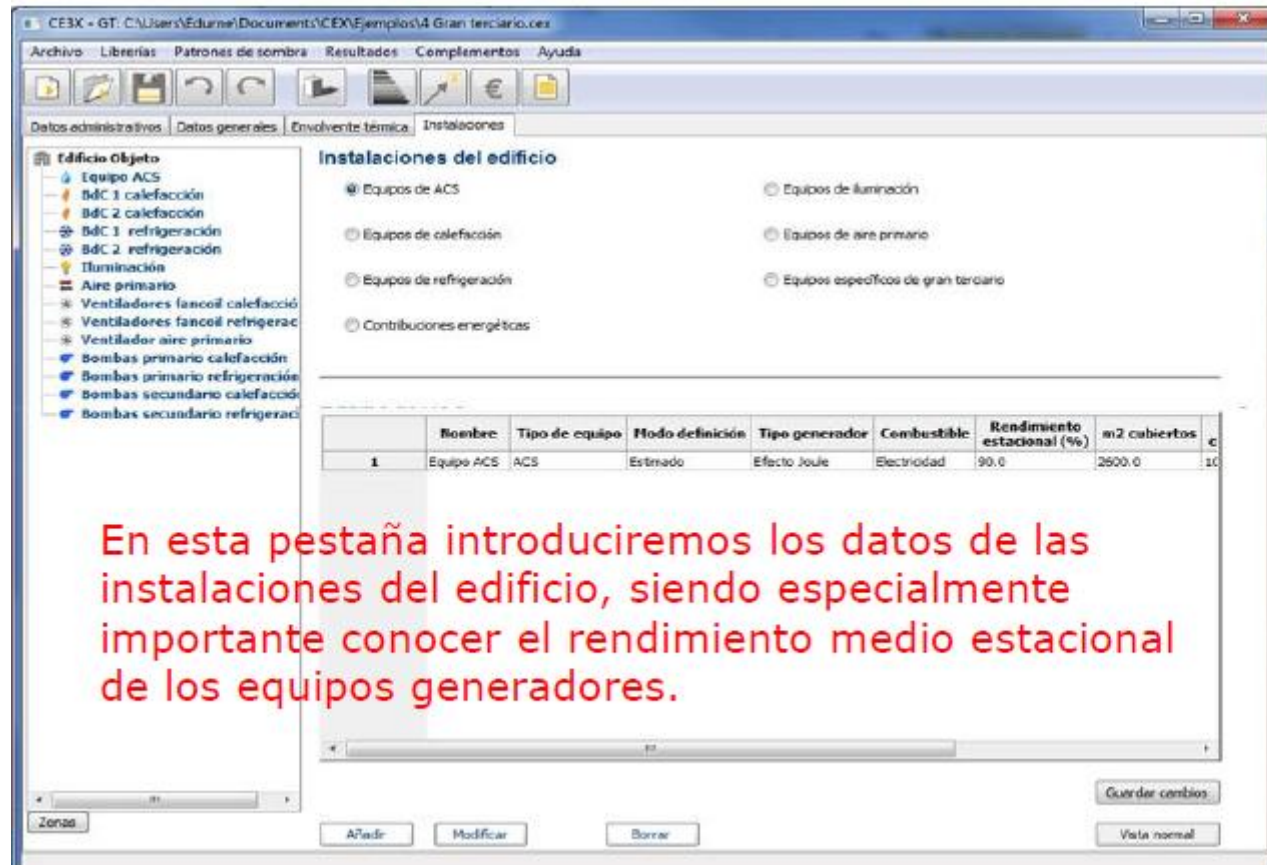 CE3X - GT: C:\Users\Edurne\Documents\CEX\Ejemplos\4 Gran terciario.cex
Archivo Librerías Patrones de sombra Resultados Complementos Ayuda
€
Datos administrativos Datos generales Envolvente térmica Instalaciones
Edificio Objeto
Equipo ACS
BdC 1 calefacción
BdC 2 calefacción
BdC 1 refrigeración
BdC 2 refrigeración
Iluminación
Aire primario
Ventiladores fancoil calefacció
Ventiladores fancoil refrigerac
Ventilador aire primario
Bombas primario calefacción
Bombas primario refrigeración
Bombas secundario calefacció
Bombas secundario refrigeraci
Zonas
Instalaciones del edificio
Equipos de ACS
Equipos de iluminación
Equipos de calefacción
Equipos de aire primario
Equipos de refrigeración
Equipos específicos de gran terciario
Contribuciones energéticas
Nombre Tipo de equipo Modo definición Tipo generador Combustible Rendimiento estacional (%) m2 cubiertos c
1 Equipo ACS ACS Estimado Efecto Joule Electricidad 90.0 2600.0 10
En esta pestaña introduciremos los datos de las
instalaciones del edificio, siendo especialmente
importante conocer el rendimiento medio estacional
de los equipos generadores.
Guardar cambios
Añadir Modificar Borrar Vista normal